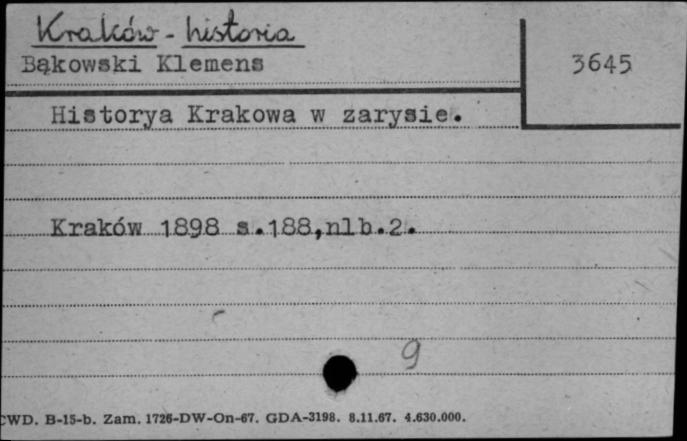 Kraków - historia
Bąkowski Klemens
3645
Historya Krakowa w zarysie.
Kraków 1898 s.188,nlb.2.
9
CWD. B-15-b. Zam. 1726-DW-On-67. GDA-3198. 8.11.67. 4.630.000.